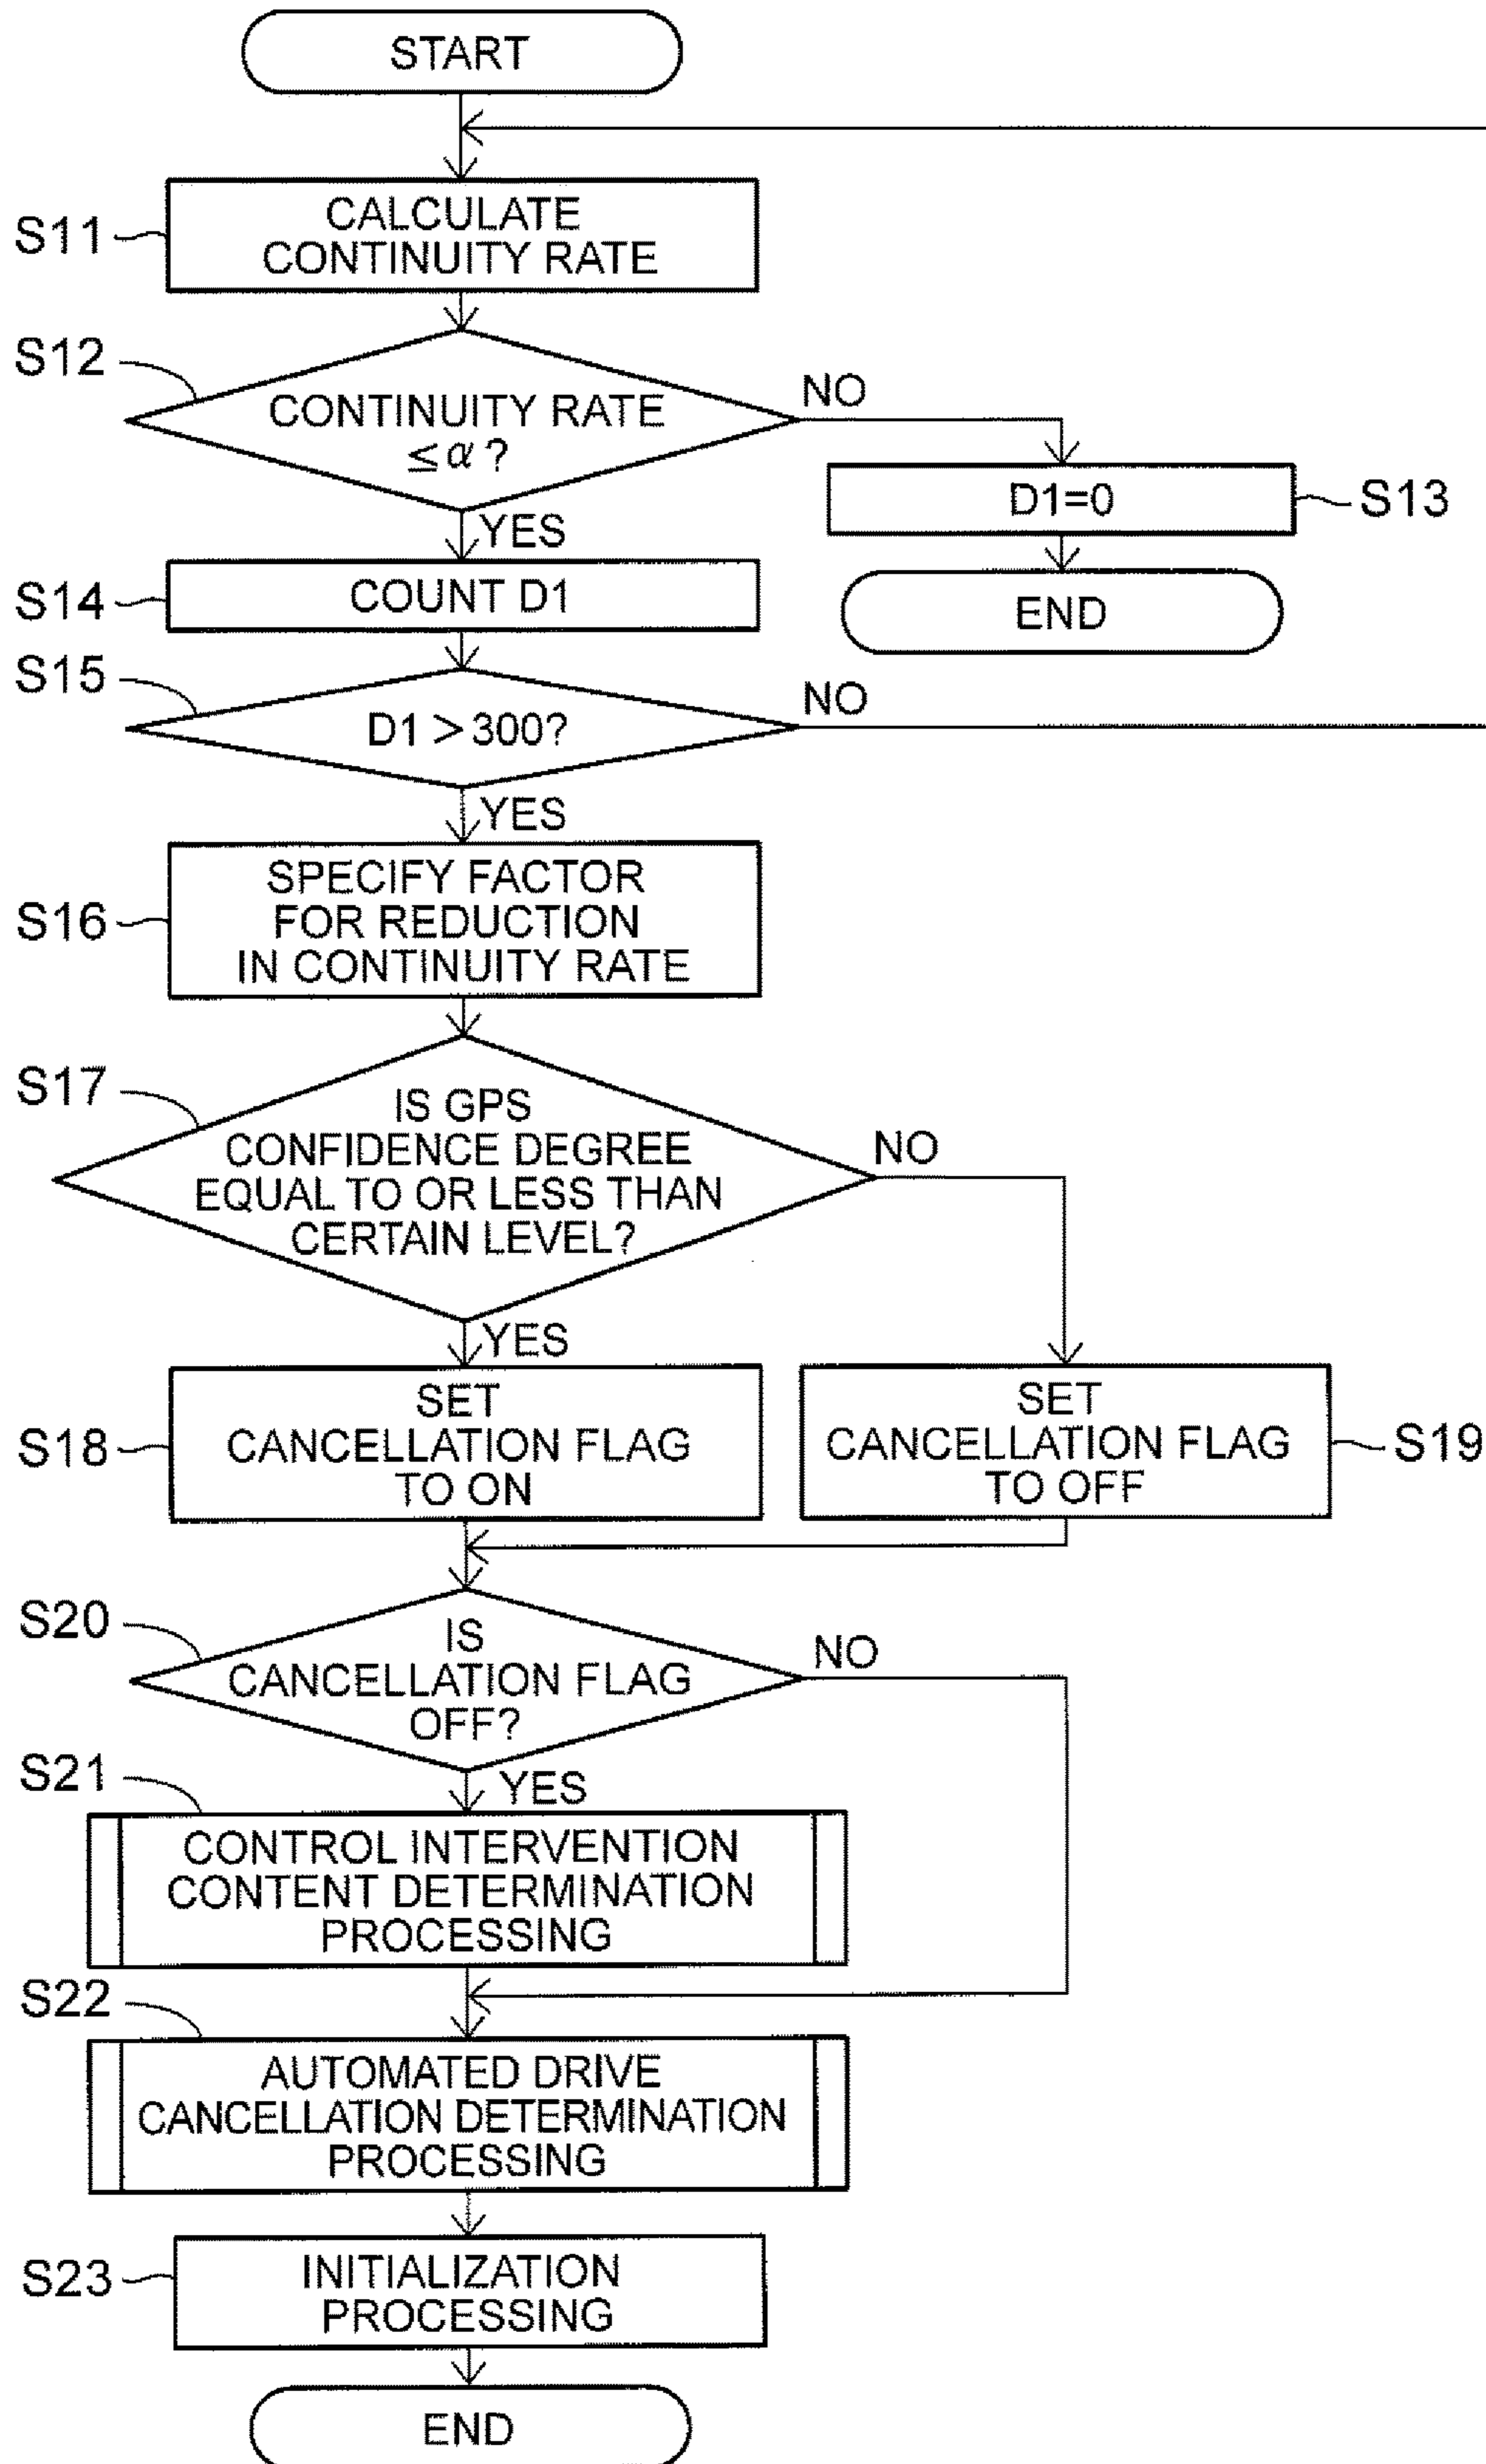 START
S11
CALCULATE
CONTINUITY RATE
S12
CONTINUITY RATE
≤α?
NO
YES
D1=0
S13
END
S14
COUNT D1
S15
D1 > 300?
NO
YES
S16
SPECIFY FACTOR
FOR REDUCTION
IN CONTINUITY RATE
S17
IS GPS
CONFIDENCE DEGREE
EQUAL TO OR LESS THAN
CERTAIN LEVEL?
NO
YES
S18
SET
CANCELLATION FLAG
TO ON
SET
CANCELLATION FLAG
TO OFF
S19
S20
IS
CANCELLATION FLAG
OFF?
NO
YES
S21
CONTROL INTERVENTION
CONTENT DETERMINATION
PROCESSING
S22
AUTOMATED DRIVE
CANCELLATION DETERMINATION
PROCESSING
S23
INITIALIZATION
PROCESSING
END